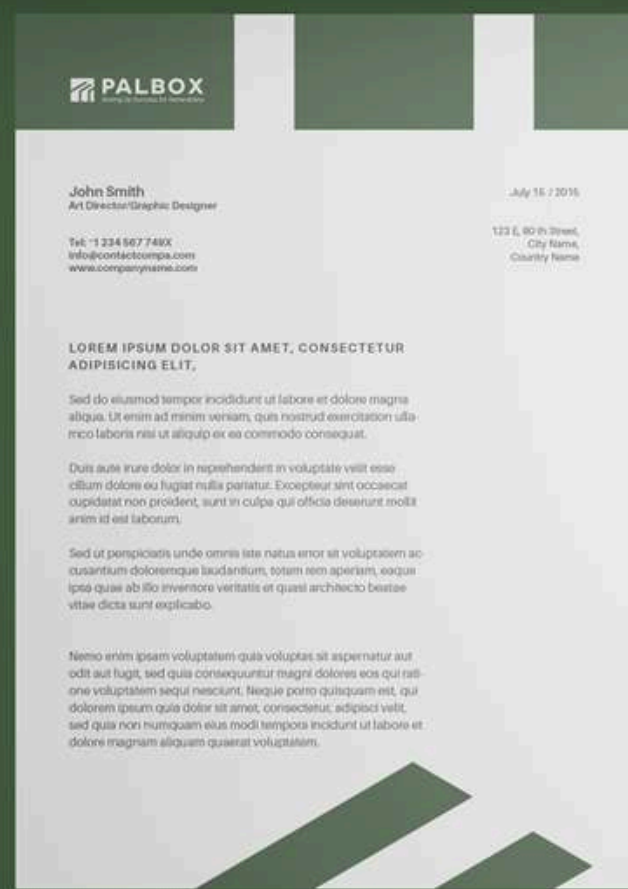 PALBOX
John Smith
Art Director/Graphic Designer
July 16 / 2016
Tel: +1 234 567 749X
info@contactcompa.com
www.companyname.com
123 E, 80 th Street,
City Name,
Country Name
LOREM IPSUM DOLOR SIT AMET, CONSECTETUR
ADIPISICING ELIT,
Sed do eiusmod tempor incididunt ut labore et dolore magna
aliqua. Ut enim ad minim veniam, quis nostrud exercitation ulla-
mco laboris nisi ut aliquip ex ea commodo consequat.
Duis aute irure dolor in reprehenderit in voluptate velit esse
cillum dolore eu fugiat nulla pariatur. Excepteur sint occaecat
cupidatat non proident, sunt in culpa qui officia deserunt mollit
anim id est laborum.
Sed ut perspiciatis unde omnis iste natus error sit voluptatem ac-
cusantium doloremque laudantium, totam rem aperiam, eaque
ipsa quae ab illo inventore veritatis et quasi architecto beatae
vitae dicta sunt explicabo.
Nemo enim ipsam voluptatem quia voluptas sit aspernatur aut
odit aut fugit, sed quia consequuntur magni dolores eos qui rati-
one voluptatem sequi nesciunt. Neque porro quisquam est, qui
dolorem ipsum quia dolor sit amet, consectetur, adipisci velit,
sed quia non numquam eius modi tempora incidunt ut labore et
dolore magnam aliquam quaerat voluptatem.